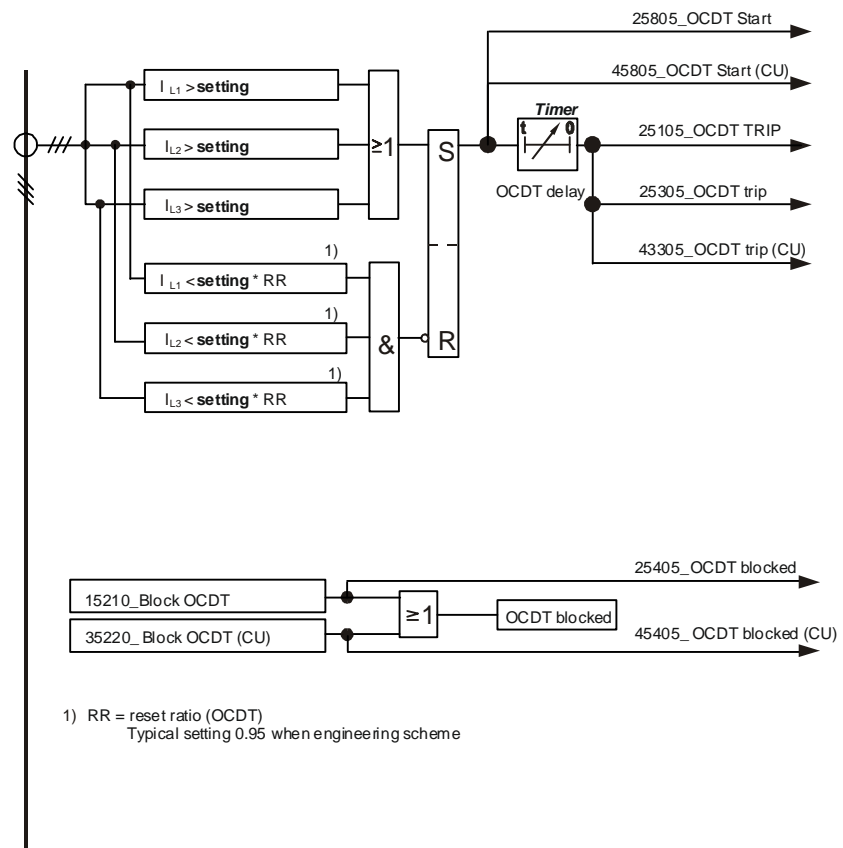 25805_OCDT Start
45805_OCDT Start (CU)
I L1 > setting
I L2 > setting
I L3 > setting
≥1
S
Timer
t 0
OCDT delay
25105_OCDT TRIP
25305_OCDT trip
43305_OCDT trip (CU)
1)
I L1 < setting * RR
1)
I L2 < setting * RR
1)
I L3 < setting * RR
&
R
15210_Block OCDT
35220_ Block OCDT (CU)
≥1
OCDT blocked
25405_OCDT blocked
45405_OCDT blocked (CU)
1) RR = reset ratio (OCDT)
Typical setting 0.95 when engineering scheme